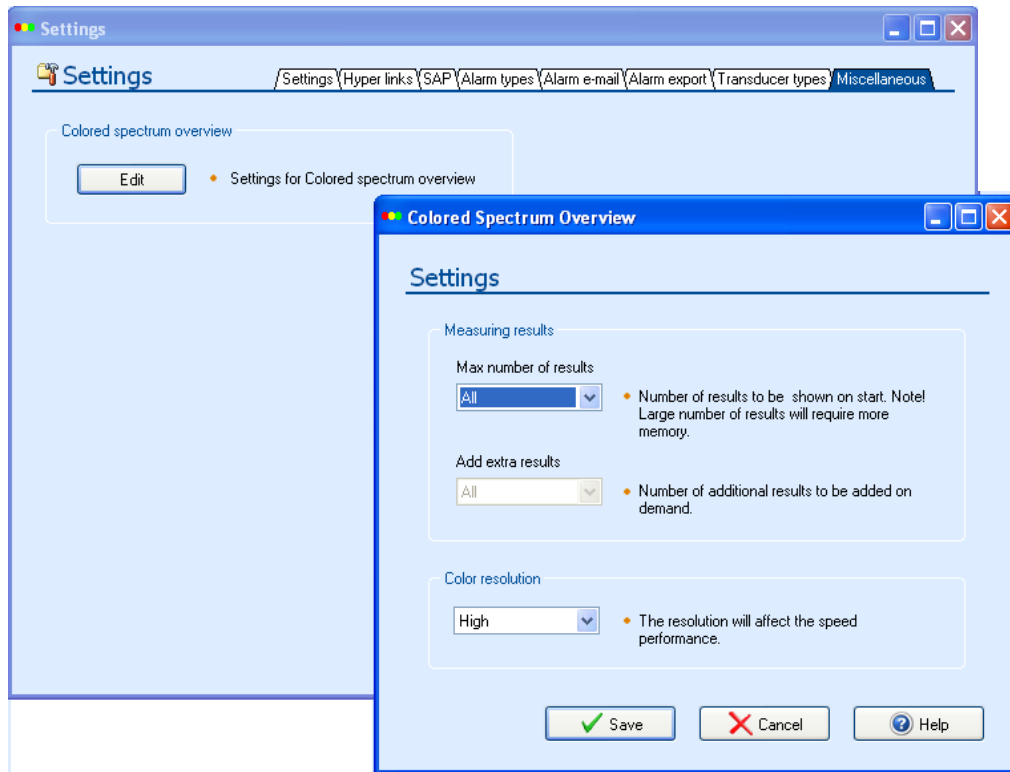 Settings
Settings
Settings Hyper links SAP Alarm types Alarm e-mail Alarm export Transducer types Miscellaneous
Colored spectrum overview
Edit
Settings for Colored spectrum overview
Colored Spectrum Overview
Settings
Measuring results
Max number of results
All
Number of results to be shown on start. Note!
Large number of results will require more
memory.
Add extra results
All
Number of additional results to be added on
demand.
Color resolution
High
The resolution will affect the speed
performance.
Save Cancel Help